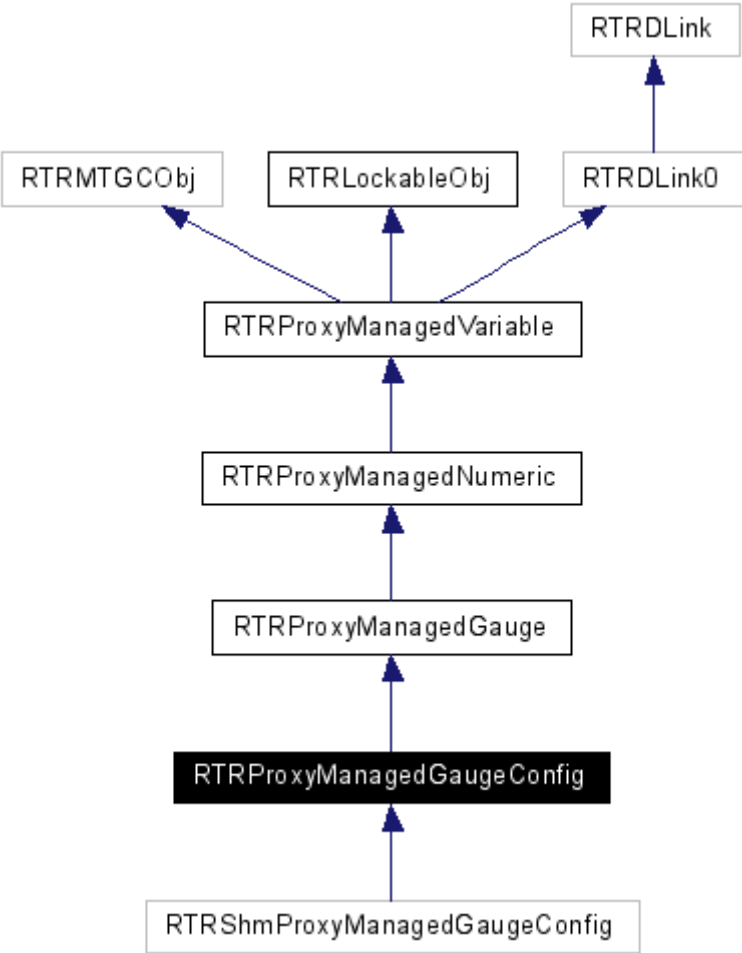 RTRDLink
RTRMTGCObj
RTRLockableObj
RTRDLink0
RTRProxyManagedVariable
RTRProxyManagedNumeric
RTRProxyManagedGauge
RTRProxyManagedGaugeConfig
RTRShmProxyManagedGaugeConfig